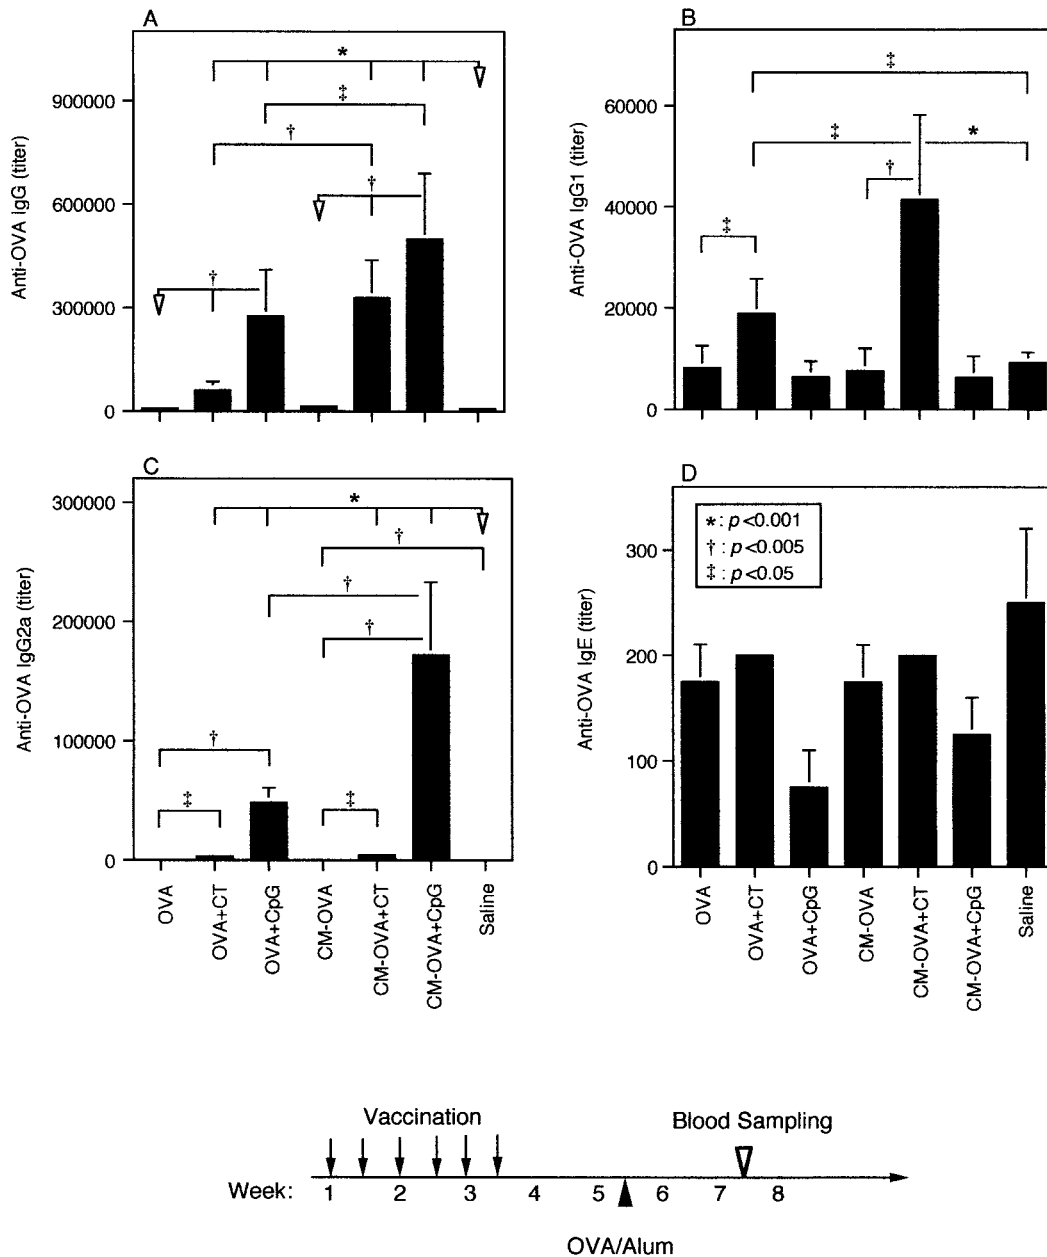 A
Anti-OVA IgG (titer)
900000
600000
300000
0
*
‡
†
†
†
B
Anti-OVA IgG1 (titer)
60000
40000
20000
0
‡
‡
*
†
‡
C
Anti-OVA IgG2a (titer)
300000
200000
100000
0
*
†
†
†
†
‡
‡
OVA
OVA+CT
OVA+CpG
CM-OVA
CM-OVA+CT
CM-OVA+CpG
Saline
D
Anti-OVA IgE (titer)
300
200
100
0
*: p<0.001
†: p<0.005
‡: p<0.05
OVA
OVA+CT
OVA+CpG
CM-OVA
CM-OVA+CT
CM-OVA+CpG
Saline
Vaccination
Blood Sampling
Week: 1 2 3 4 5 6 7 8
OVA/Alum